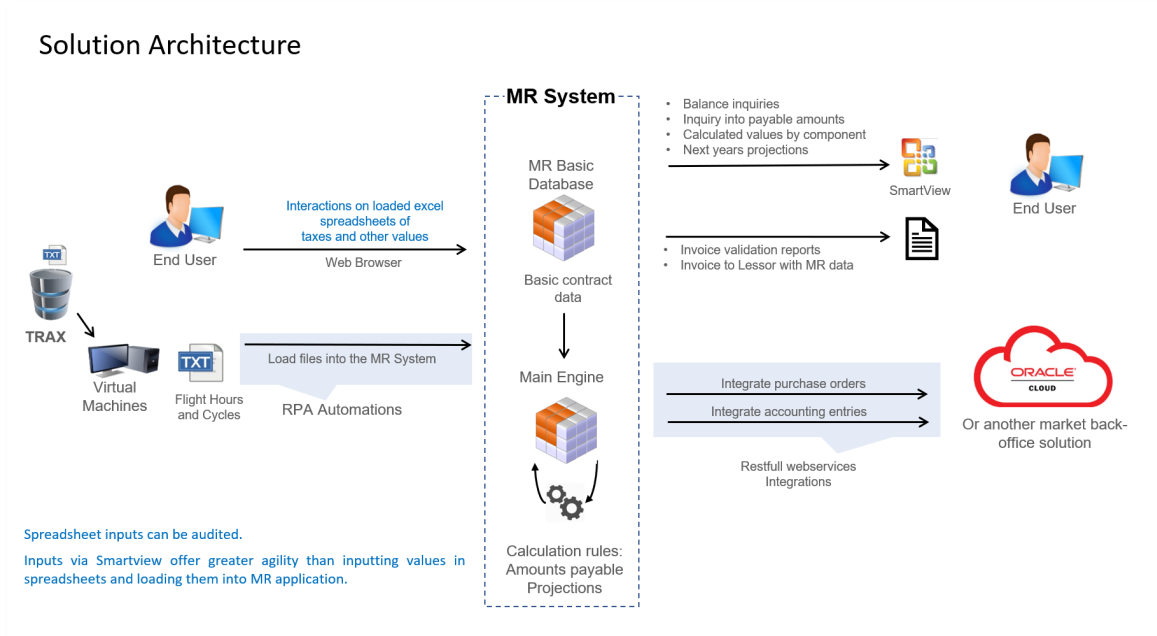 Solution Architecture
MR System
• Balance inquiries
• Inquiry into payable amounts
• Calculated values by component
• Next years projections
SmartView
End User
MR Basic
Database
Interactions on loaded excel
spreadsheets of
taxes and other values
Web Browser
End User
• Invoice validation reports
• Invoice to Lessor with MR data
Basic contract
data
TXT
TRAX
Virtual
Machines
TXT
Flight Hours
and Cycles
Load files into the MR System
RPA Automations
Main Engine
Integrate purchase orders
Integrate accounting entries
Restfull webservices
Integrations
ORACLE®
CLOUD
Or another market back-
office solution
Calculation rules:
Amounts payable
Projections
Spreadsheet inputs can be audited.
Inputs via Smartview offer greater agility than inputting values in
spreadsheets and loading them into MR application.